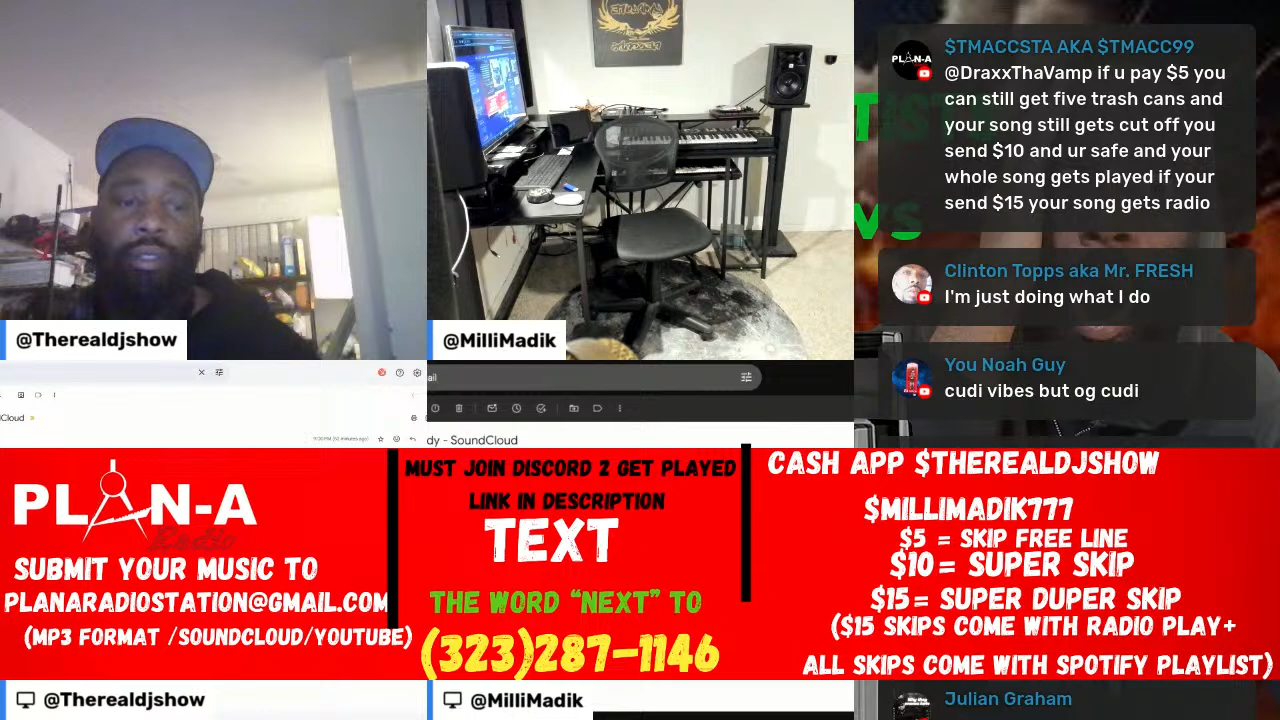 @Therealdjshow
@MilliMadik
$TMACCSTA AKA $TMACC99
@DraxxThaVamp if u pay $5 you
can still get five trash cans and
your song still gets cut off you
send $10 and ur safe and your
whole song gets played if your
send $15 your song gets radio
PLAN-A
Clinton Topps aka Mr. FRESH
I'm just doing what I do
You Noah Guy
cudi vibes but og cudi
Cloud
ail
dy - SoundCloud
PLAN-A
Radio
SUBMIT YOUR MUSIC TO
PLANARADIOSTATION@GMAIL.COM
(MP3 FORMAT /SOUNDCLOUD/YOUTUBE)
MUST JOIN DISCORD 2 GET PLAYED
LINK IN DESCRIPTION
TEXT
THE WORD “NEXT” TO
(323)287-1146
CASH APP $THEREALDJSHOW
$MILLIMADIK777
$5 = SKIP FREE LINE
$10 = SUPER SKIP
$15= SUPER DUPER SKIP
($15 SKIPS COME WITH RADIO PLAY+
ALL SKIPS COME WITH SPOTIFY PLAYLIST)
@Therealdjshow
@MilliMadik
Julian Graham